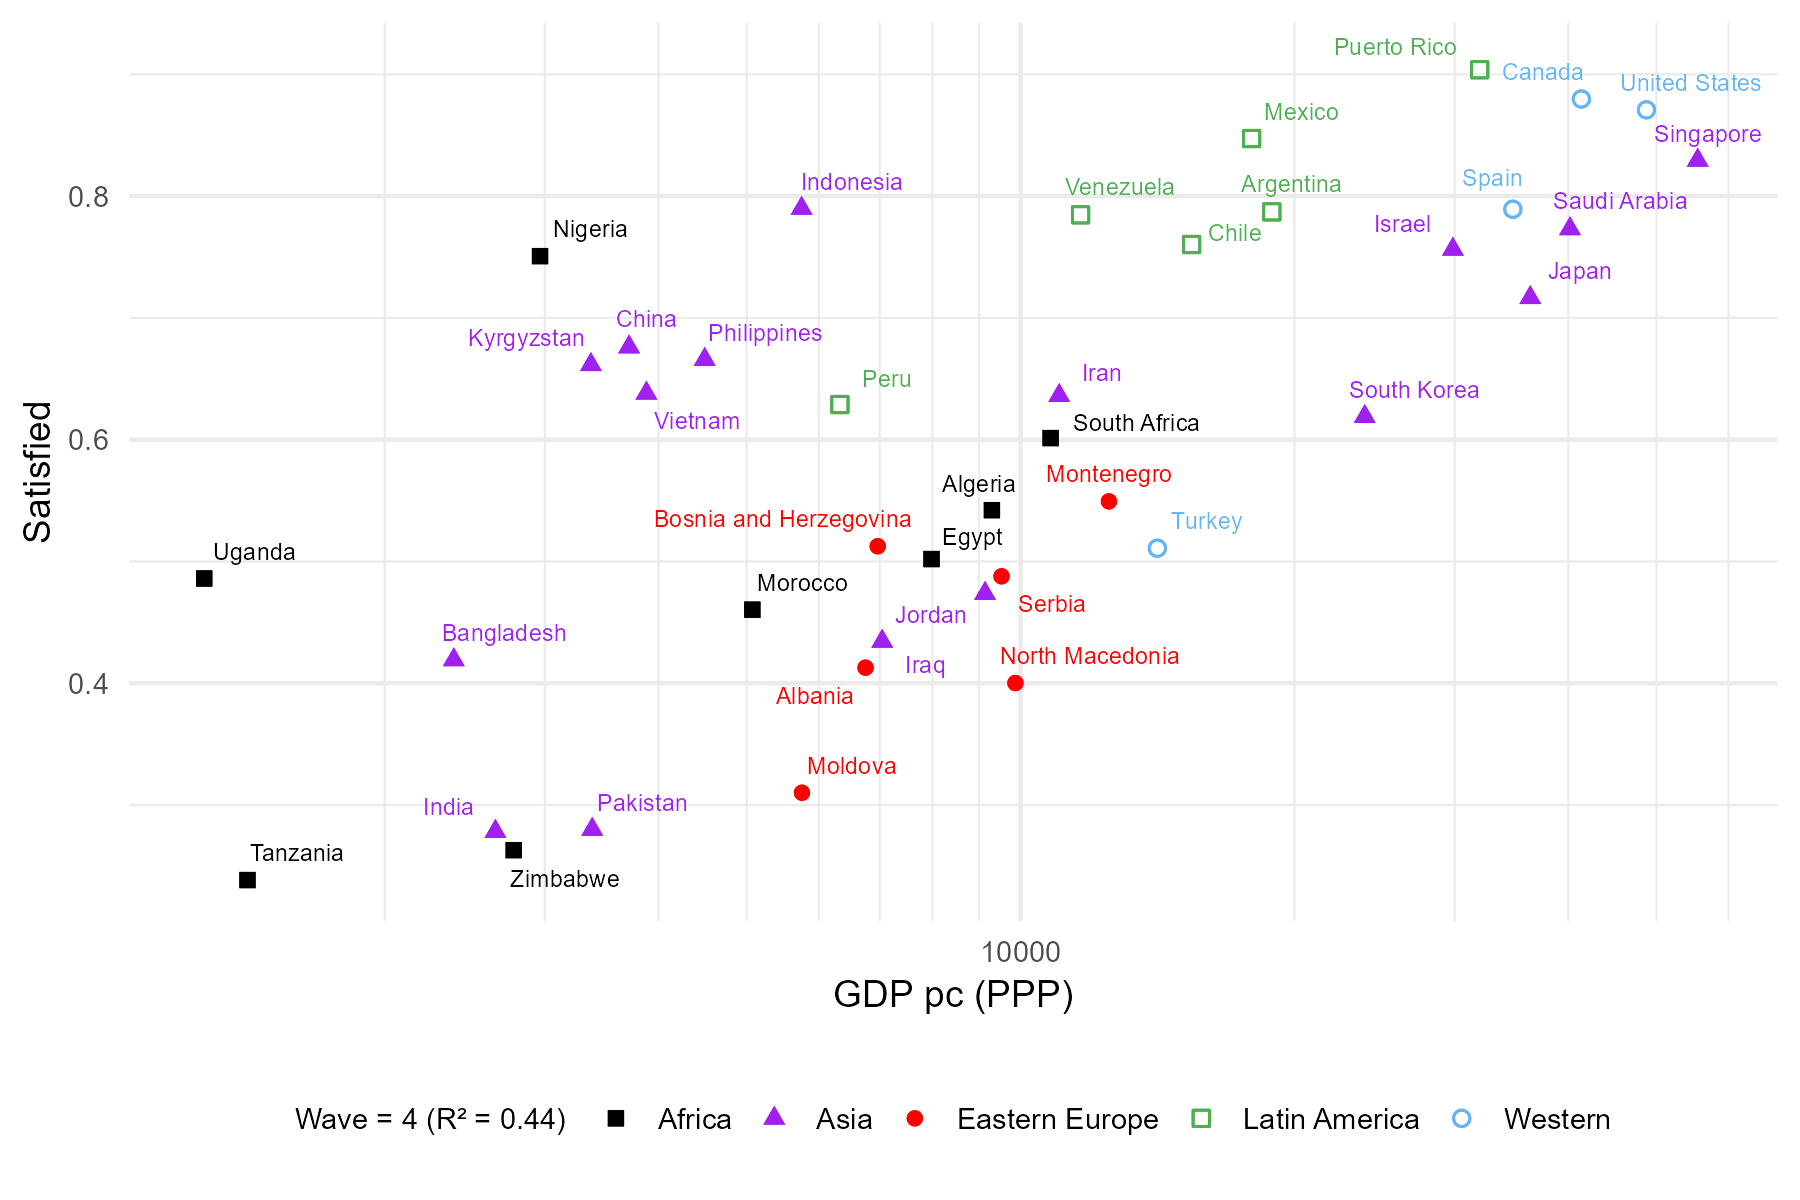 Puerto Rico
Canada
United States
Mexico
Singapore
Indonesia
Venezuela
Argentina
Spain
Saudi Arabia
0.8
Nigeria
Chile
Israel
Japan
China
Kyrgyzstan
Philippines
Peru
Iran
South Korea
Vietnam
South Africa
0.6
Satisfied
Montenegro
Algeria
Bosnia and Herzegovina
Turkey
Egypt
Uganda
Morocco
Serbia
Jordan
Bangladesh
North Macedonia
Iraq
0.4
Albania
Moldova
India
Pakistan
Tanzania
Zimbabwe
10000
GDP pc (PPP)
Wave = 4 (R² = 0.44) Africa Asia Eastern Europe Latin America Western